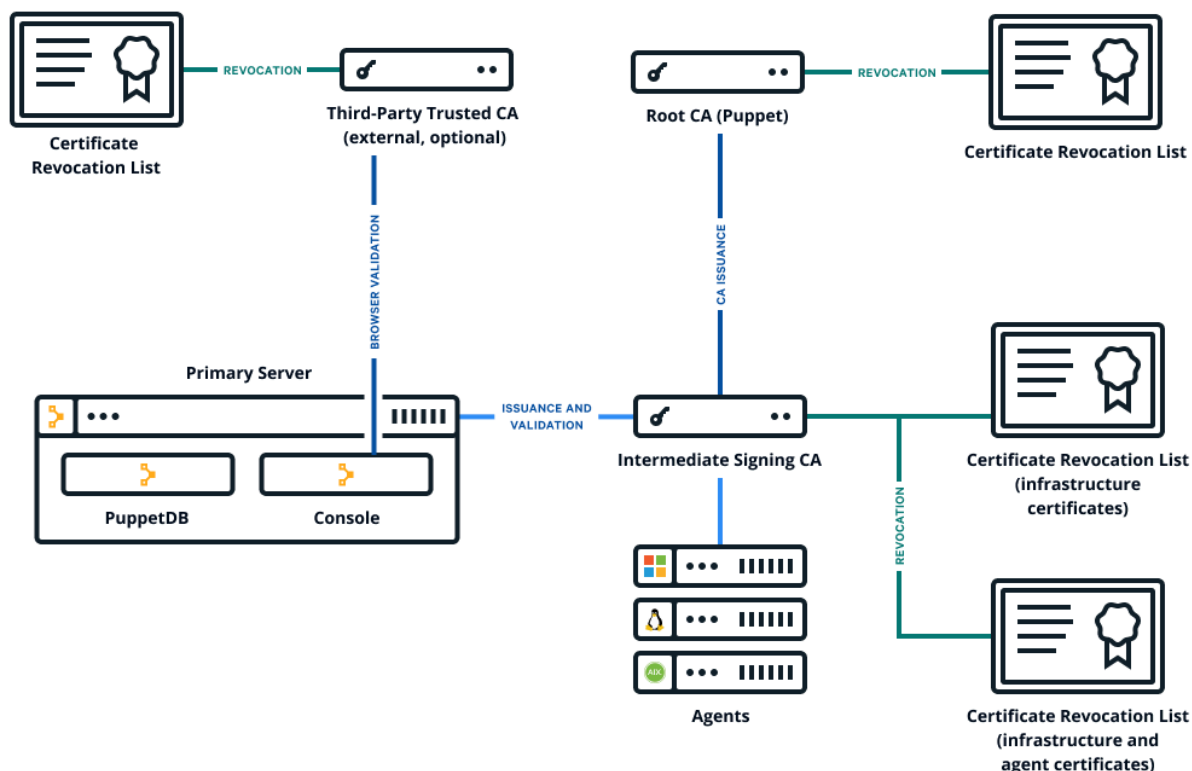 REVOCATION
Certificate
Revocation List
Third-Party Trusted CA
(external, optional)
Root CA (Puppet)
REVOCATION
Certificate Revocation List
BROWSER VALIDATION
CA ISSUANCE
Primary Server
ISSUANCE AND
VALIDATION
PuppetDB
Console
Intermediate Signing CA
Certificate Revocation List
(infrastructure
certificates)
REVOCATION
AIX
Agents
Certificate Revocation List
(infrastructure and
agent certificates)